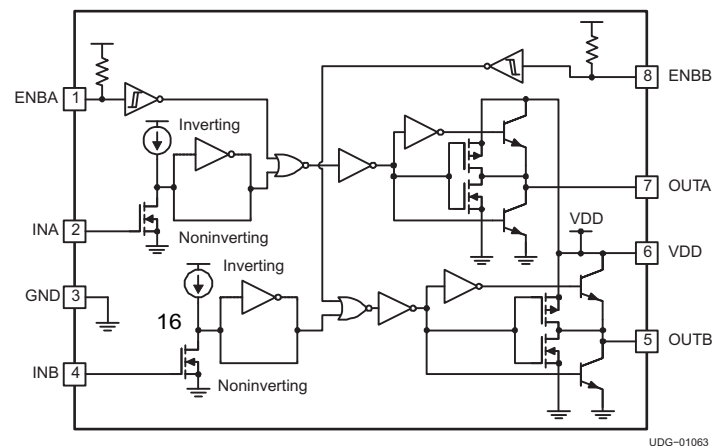 ENBA 1
8 ENBB
Inverting
INA 2
Noninverting
7 OUTA
VDD
6 VDD
GND 3
Inverting
16
INB 4
Noninverting
5 OUTB
UDG−01063